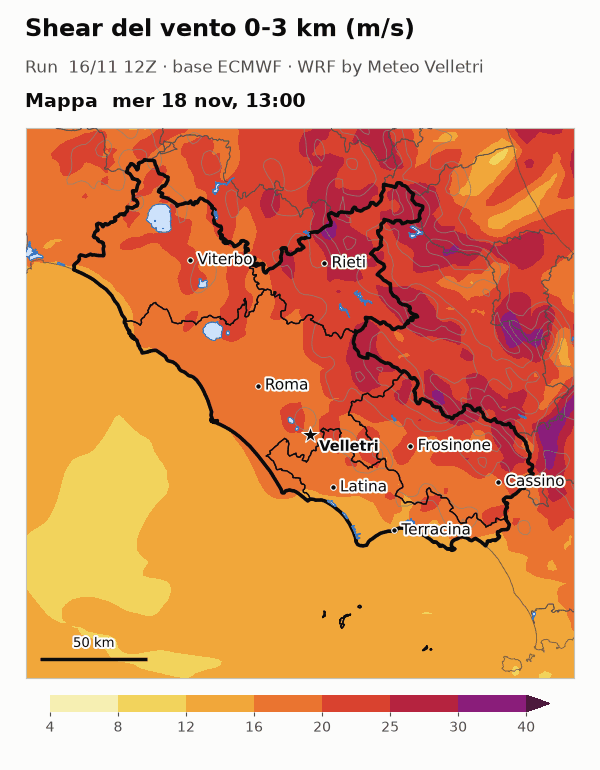 Shear del vento 0-3 km (m/s)
Run  16/11 12Z · base ECMWF · WRF by Meteo Velletri
Mappa  mer 18 nov, 13:00
Viterbo
Rieti
Roma
Velletri
Frosinone
Cassino
Latina
Terracina
50 km
4 8 12 16 20 25 30 40